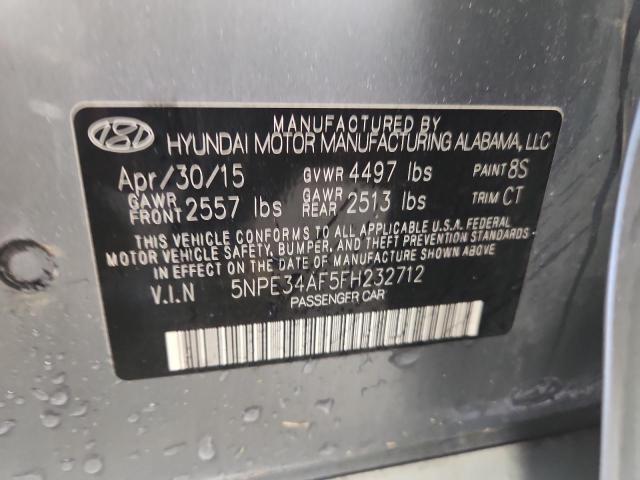 MANUFACTURED BY
HYUNDAI MOTOR MANUFACTURING ALABAMA, LLC
Apr/30/15 GVWR 4497 lbs PAINT 8S
GAWR FRONT 2557 lbs GAWR REAR 2513 lbs TRIM CT
THIS VEHICLE CONFORMS TO ALL APPLICABLE U.S.A. FEDERAL
MOTOR VEHICLE SAFETY, BUMPER, AND THEFT PREVENTION STANDARDS
IN EFFECT ON THE DATE OF MANUFACTURE SHOWN ABOVE.
V.I.N 5NPE34AF5FH232712
PASSENGER CAR